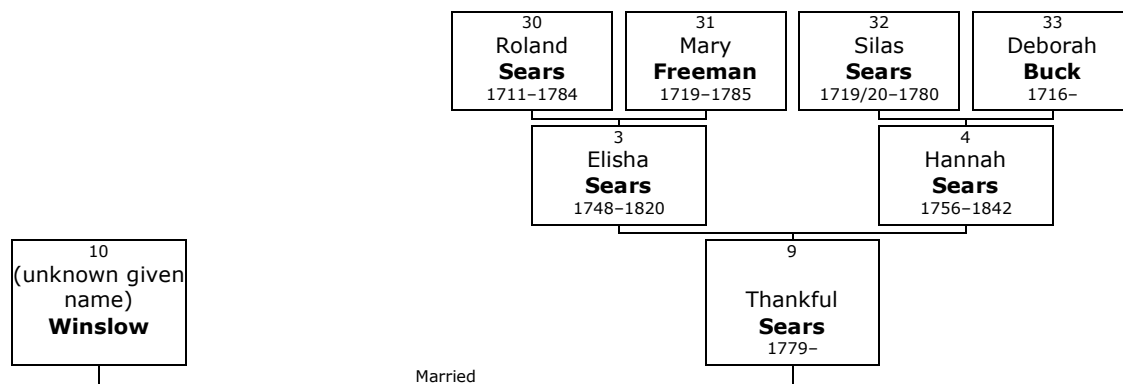 30
Roland
Sears
1711–1784
31
Mary
Freeman
1719–1785
32
Silas
Sears
1719/20–1780
33
Deborah
Buck
1716–
3
Elisha
Sears
1748–1820
4
Hannah
Sears
1756–1842
10
(unknown given
name)
Winslow
9
Thankful
Sears
1779–
Married